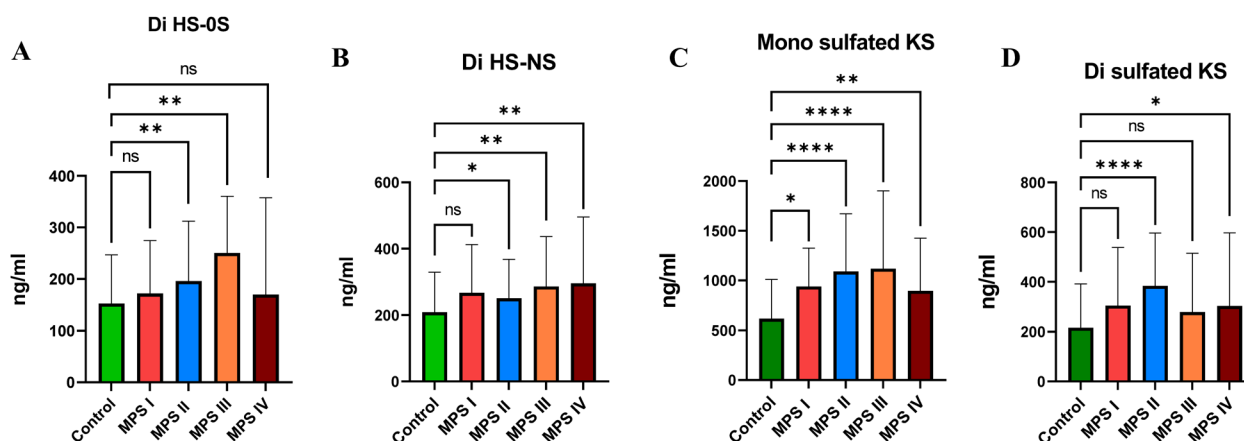 A
Di HS-0S
ns
**
**
ns
400
300
200
100
0
ng/ml
Control
MPS I
MPS II
MPS III
MPS IV
B
Di HS-NS
**
**
*
ns
600
400
200
0
ng/ml
Control
MPS I
MPS II
MPS III
MPS IV
C
Mono sulfated KS
**
****
****
*
2000
1500
1000
500
0
ng/ml
Control
MPS I
MPS II
MPS III
MPS IV
D
Di sulfated KS
*
ns
****
ns
800
600
400
200
0
ng/ml
Control
MPS I
MPS II
MPS III
MPS IV